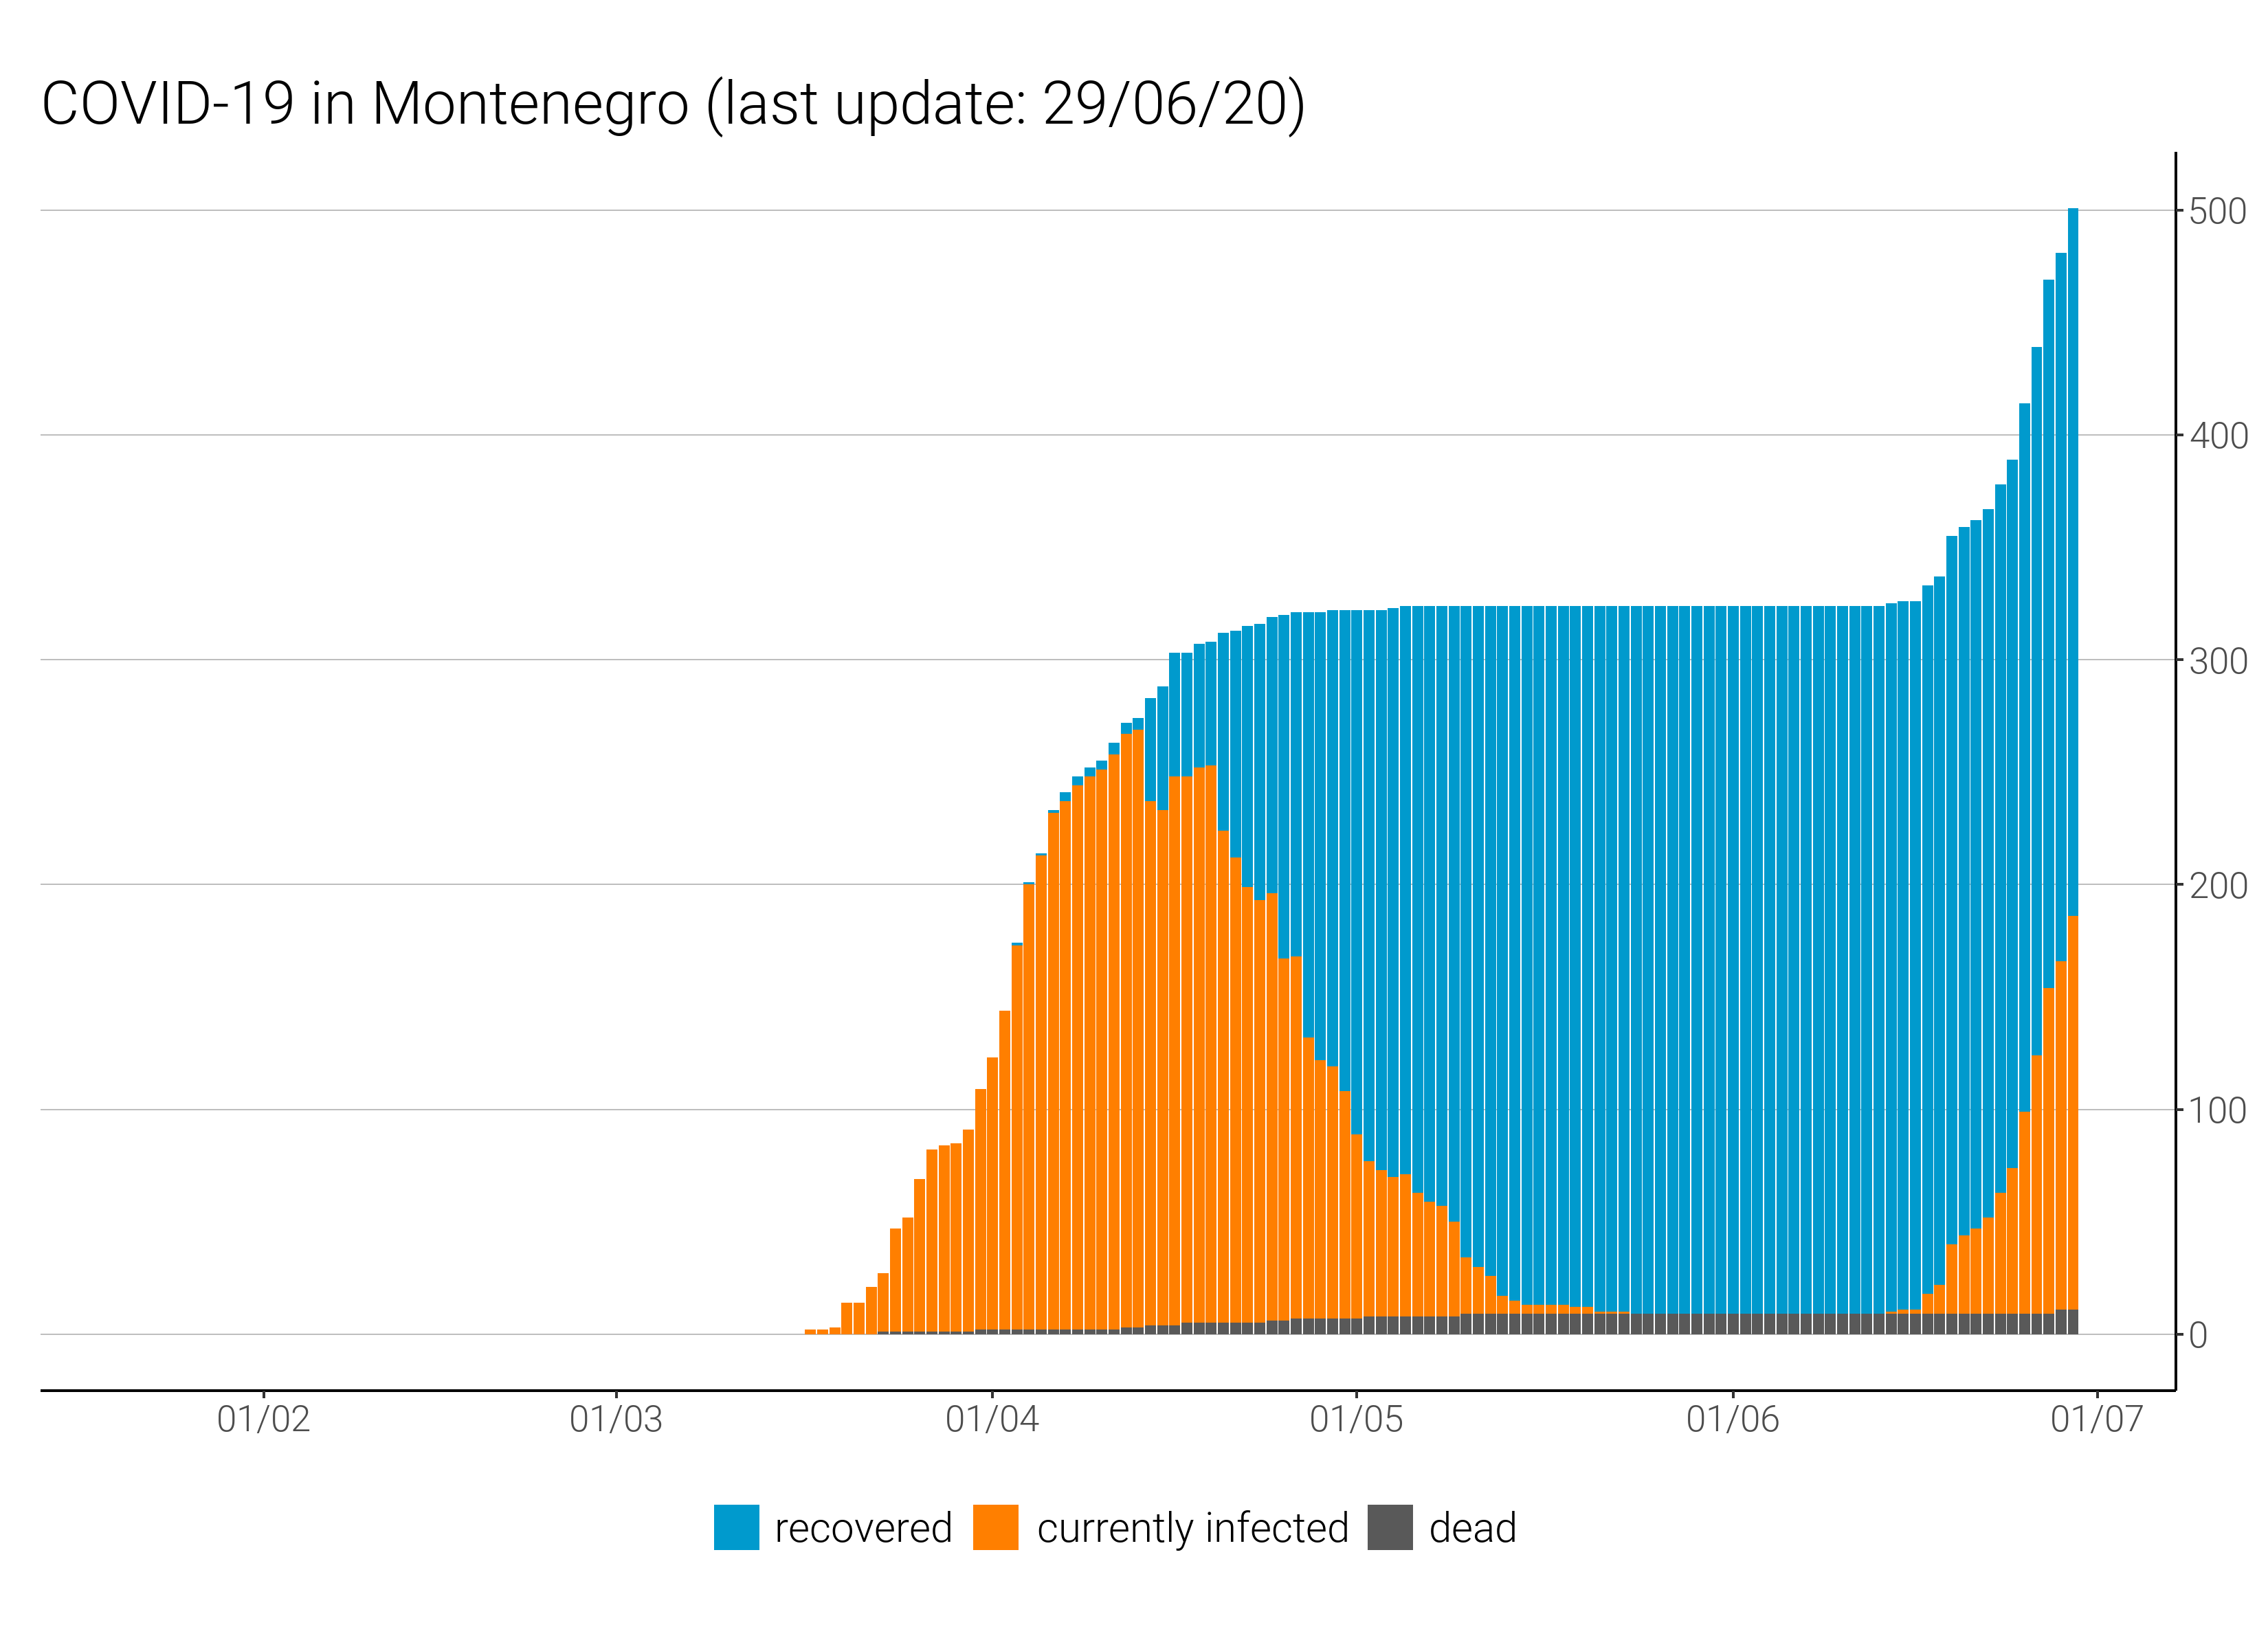 COVID-19 in Montenegro (last update: 29/06/20)
500
400
300
200
100
0
01/02 01/03 01/04 01/05 01/06 01/07
recovered currently infected dead